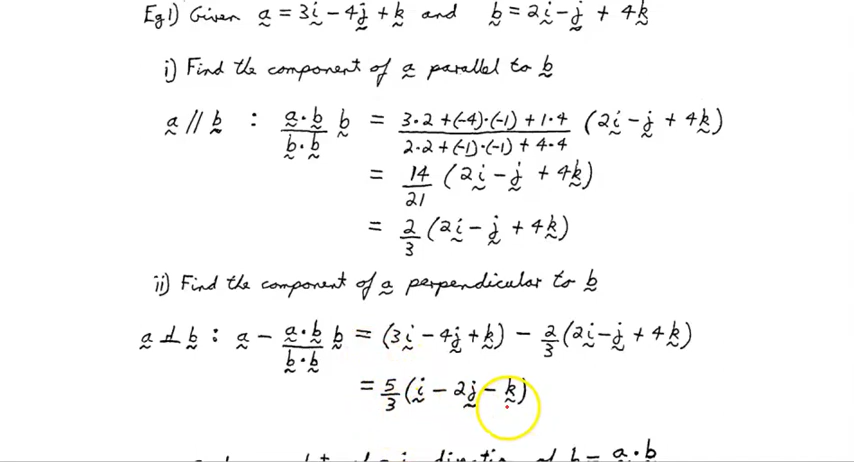 Eg1) Given a = 3i - 4j + k and b = 2i - j + 4k
i) Find the component of a parallel to b
a // b : a·b / b·b b = 3·2 + (-4)·(-1) + 1·4 / 2·2 + (-1)·(-1) + 4·4 (2i - j + 4k)
= 14/21 (2i - j + 4k)
= 2/3 (2i - j + 4k)
ii) Find the component of a perpendicular to b
a ⊥ b : a - a·b / b·b b = (3i - 4j + k) - 2/3 (2i - j + 4k)
= 5/3 (i - 2j - k)
of b = a·b